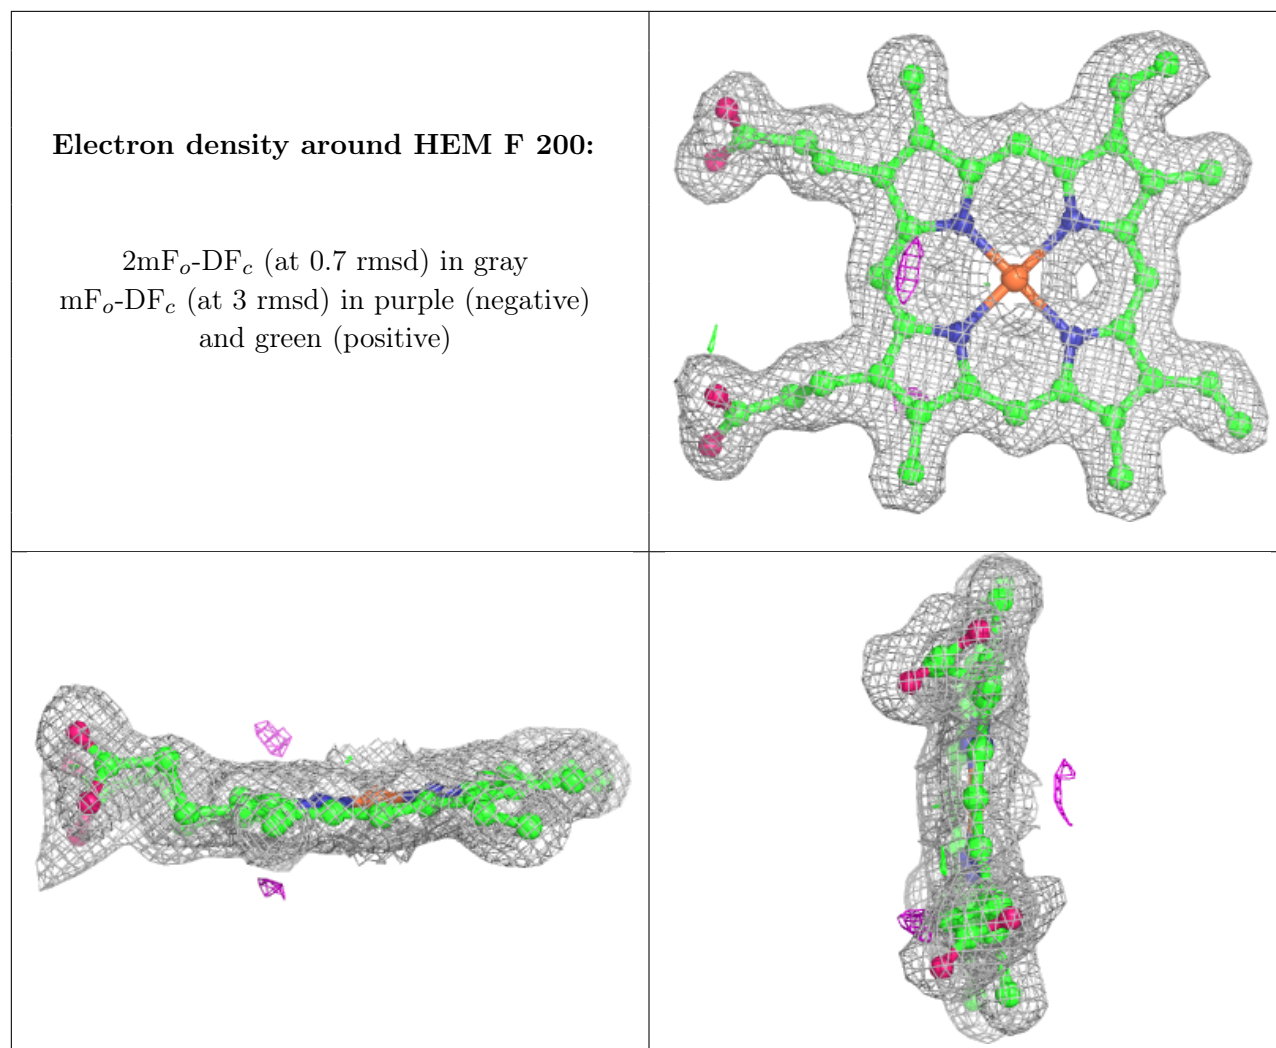 Electron density around HEM F 200:
2mFo-DFc (at 0.7 rmsd) in gray
mFo-DFc (at 3 rmsd) in purple (negative)
and green (positive)